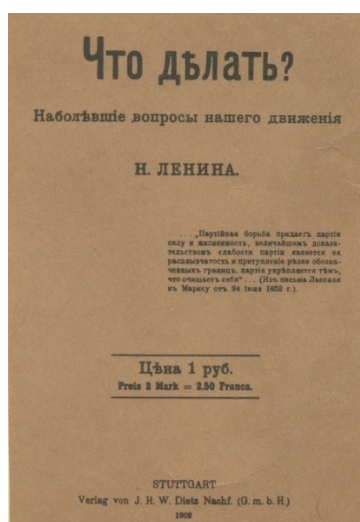 Что дѣлать?
Наболѣвшіе вопросы нашего движенія
Н. ЛЕНИНА.
. . . „Партійная борьба придаетъ партіи
силу и жизненность, величайшимъ доказа-
тельствомъ слабости партіи является ея
расплывчатость и притупленіе рѣзко обозна-
ченныхъ границъ, партія укрѣпляется тѣмъ,
что очищаетъ себя“ . . . (Изъ письма Лассаля
къ Марксу отъ 24 іюня 1852 г.).
Цѣна 1 руб.
Preis 2 Mark = 2.50 Francs.
STUTTGART
Verlag von J. H. W. Dietz Nachf. (G. m. b. H.)
1902